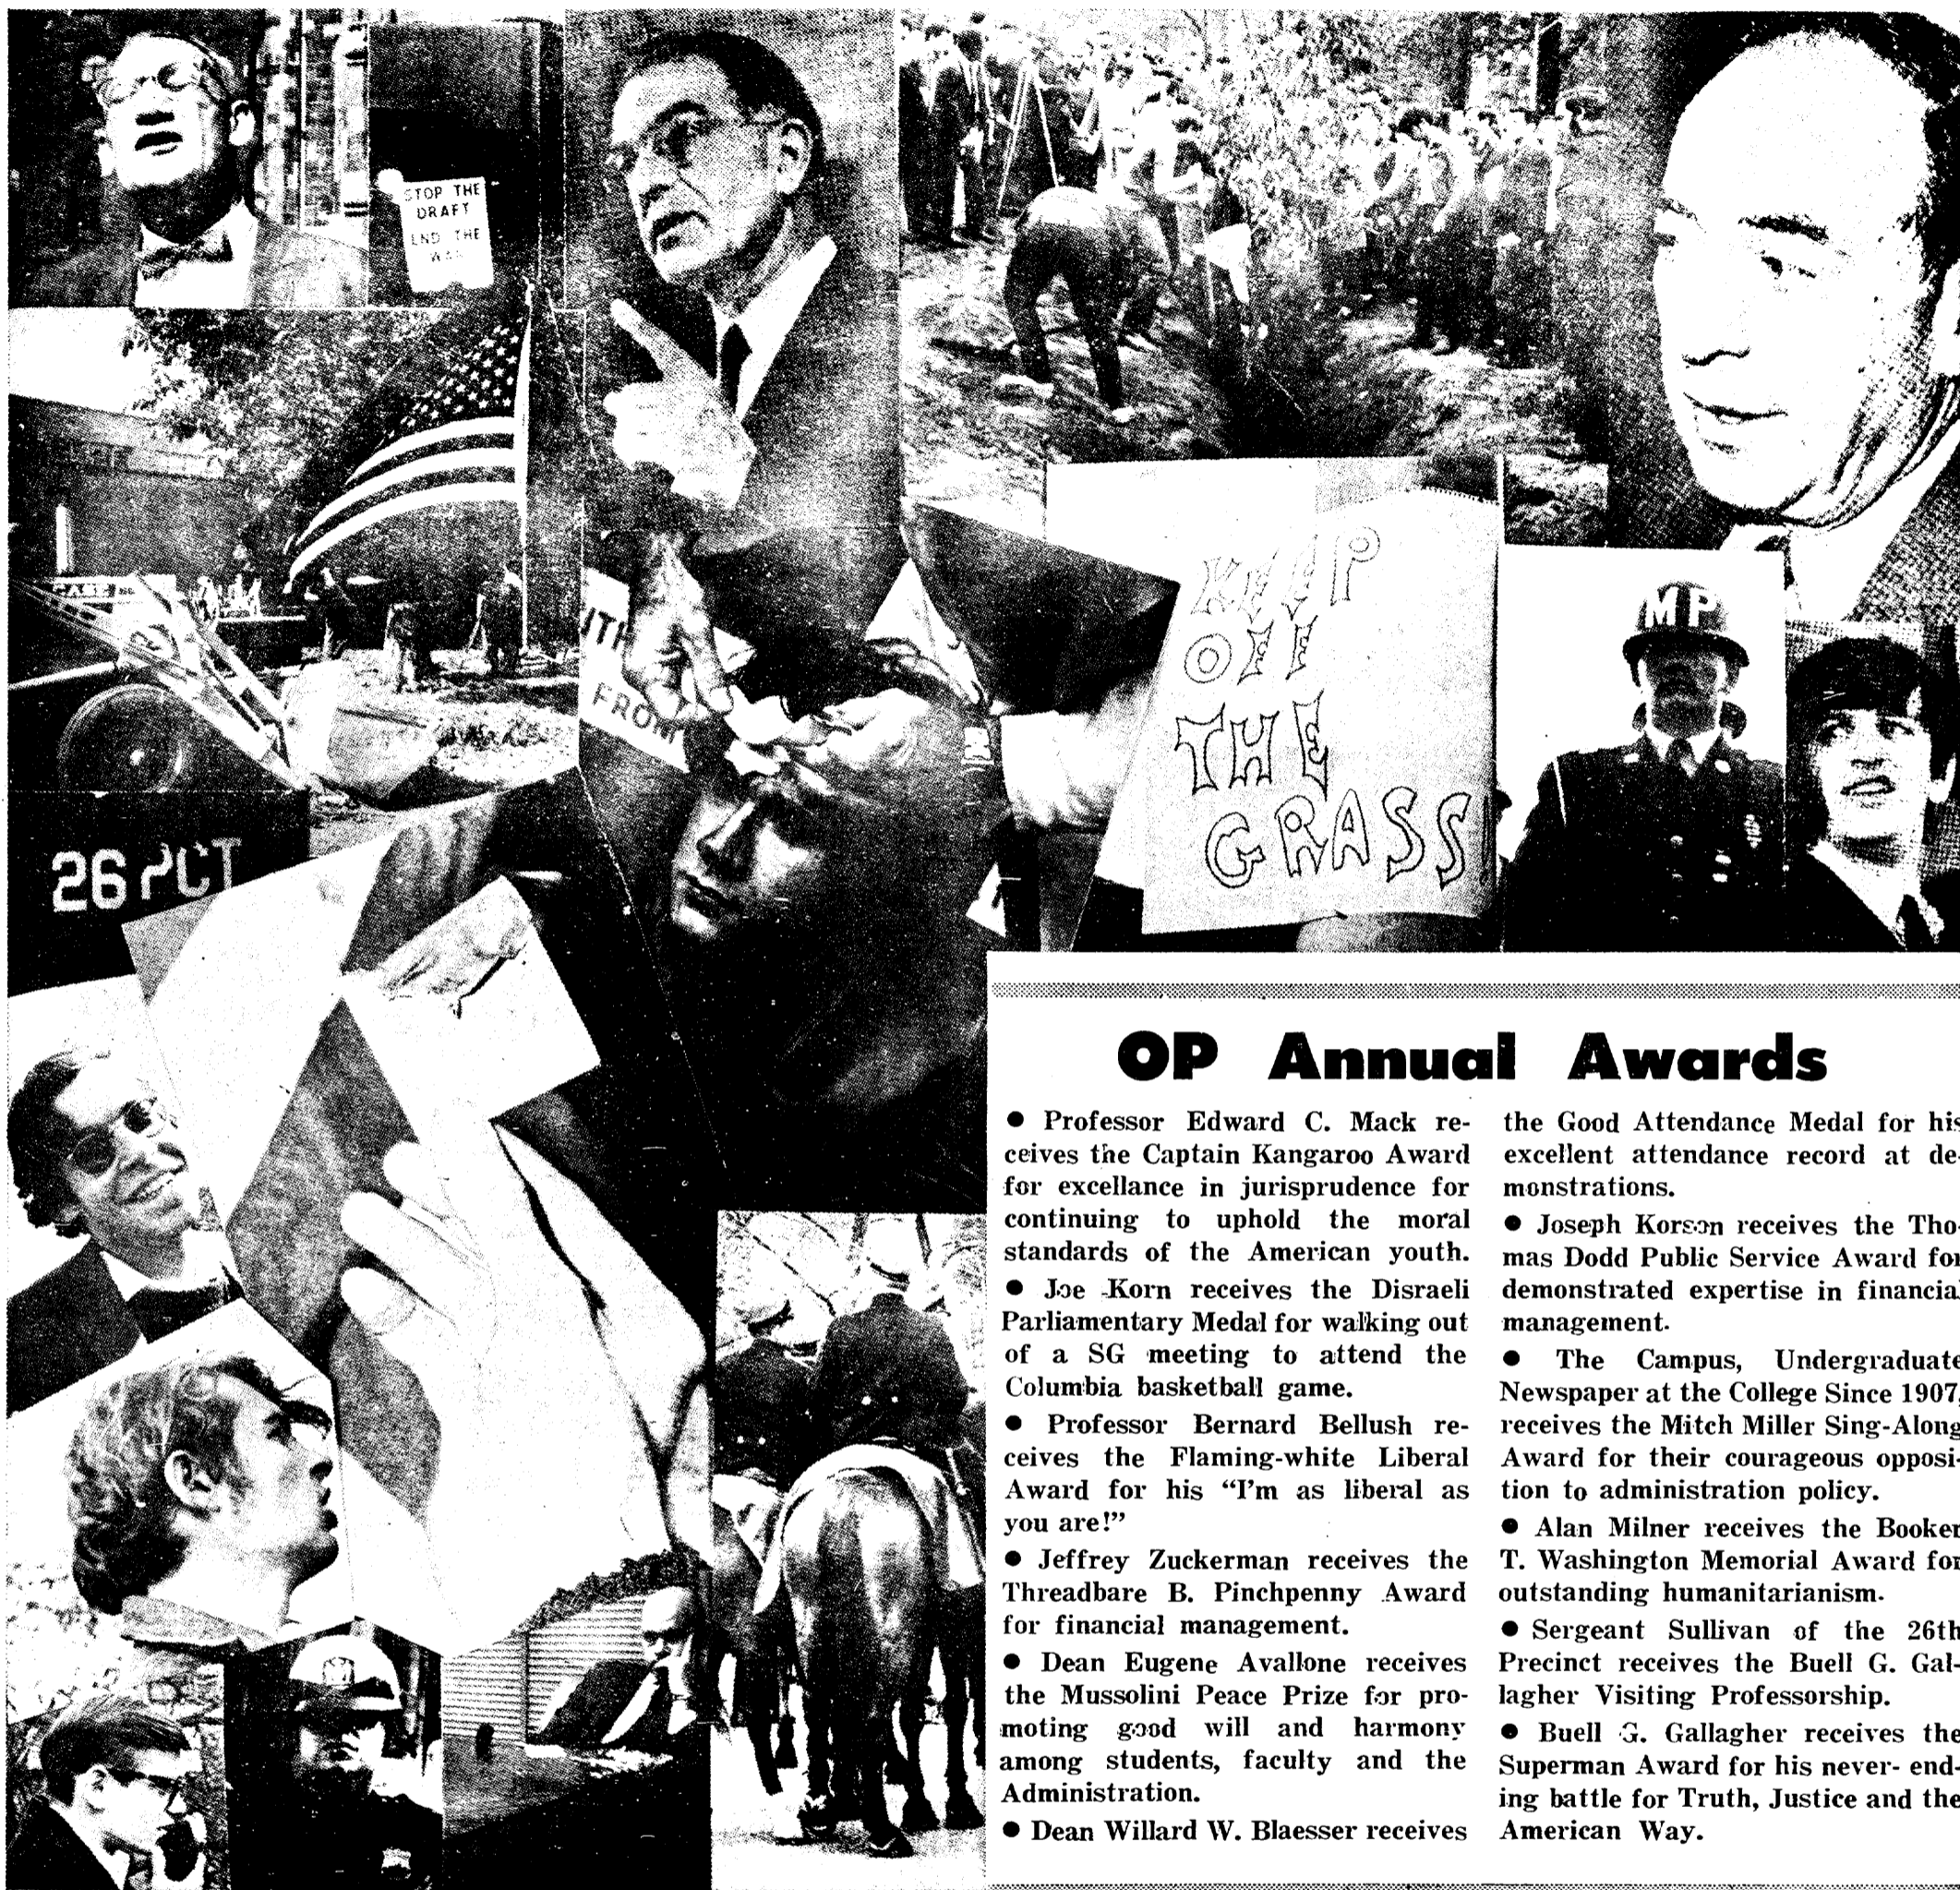 STOP THE
DRAFT
END THE
WAR
CASE
FRONT
KEEP
OFF
THE
GRASS!
MP
26 PCT
OP Annual Awards
● Professor Edward C. Mack re-
ceives the Captain Kangaroo Award
for excellance in jurisprudence for
continuing to uphold the moral
standards of the American youth.
● Joe Korn receives the Disraeli
Parliamentary Medal for walking out
of a SG meeting to attend the
Columbia basketball game.
● Professor Bernard Bellush re-
ceives the Flaming-white Liberal
Award for his “I'm as liberal as
you are!”
● Jeffrey Zuckerman receives the
Threadbare B. Pinchpenny Award
for financial management.
● Dean Eugene Avallone receives
the Mussolini Peace Prize for pro-
moting good will and harmony
among students, faculty and the
Administration.
● Dean Willard W. Blaesser receives
the Good Attendance Medal for his
excellent attendance record at de-
monstrations.
● Joseph Korson receives the Tho-
mas Dodd Public Service Award for
demonstrated expertise in financial
management.
● The Campus, Undergraduate
Newspaper at the College Since 1907,
receives the Mitch Miller Sing-Along
Award for their courageous opposi-
tion to administration policy.
● Alan Milner receives the Booker
T. Washington Memorial Award for
outstanding humanitarianism.
● Sergeant Sullivan of the 26th
Precinct receives the Buell G. Gal-
lagher Visiting Professorship.
● Buell G. Gallagher receives the
Superman Award for his never- end-
ing battle for Truth, Justice and the
American Way.